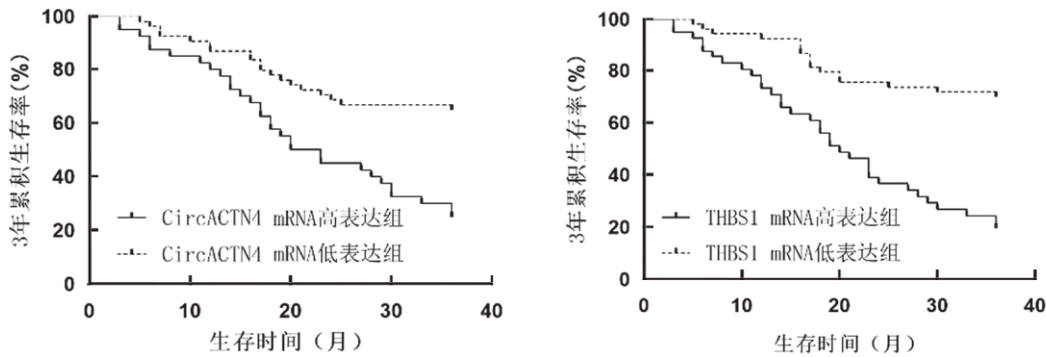 3年累积生存率(%)
100
80
60
40
20
0
CircACTN4 mRNA高表达组
CircACTN4 mRNA低表达组
0 10 20 30 40
生存时间（月）
3年累积生存率(%)
100
80
60
40
20
0
THBS1 mRNA高表达组
THBS1 mRNA低表达组
0 10 20 30 40
生存时间（月）